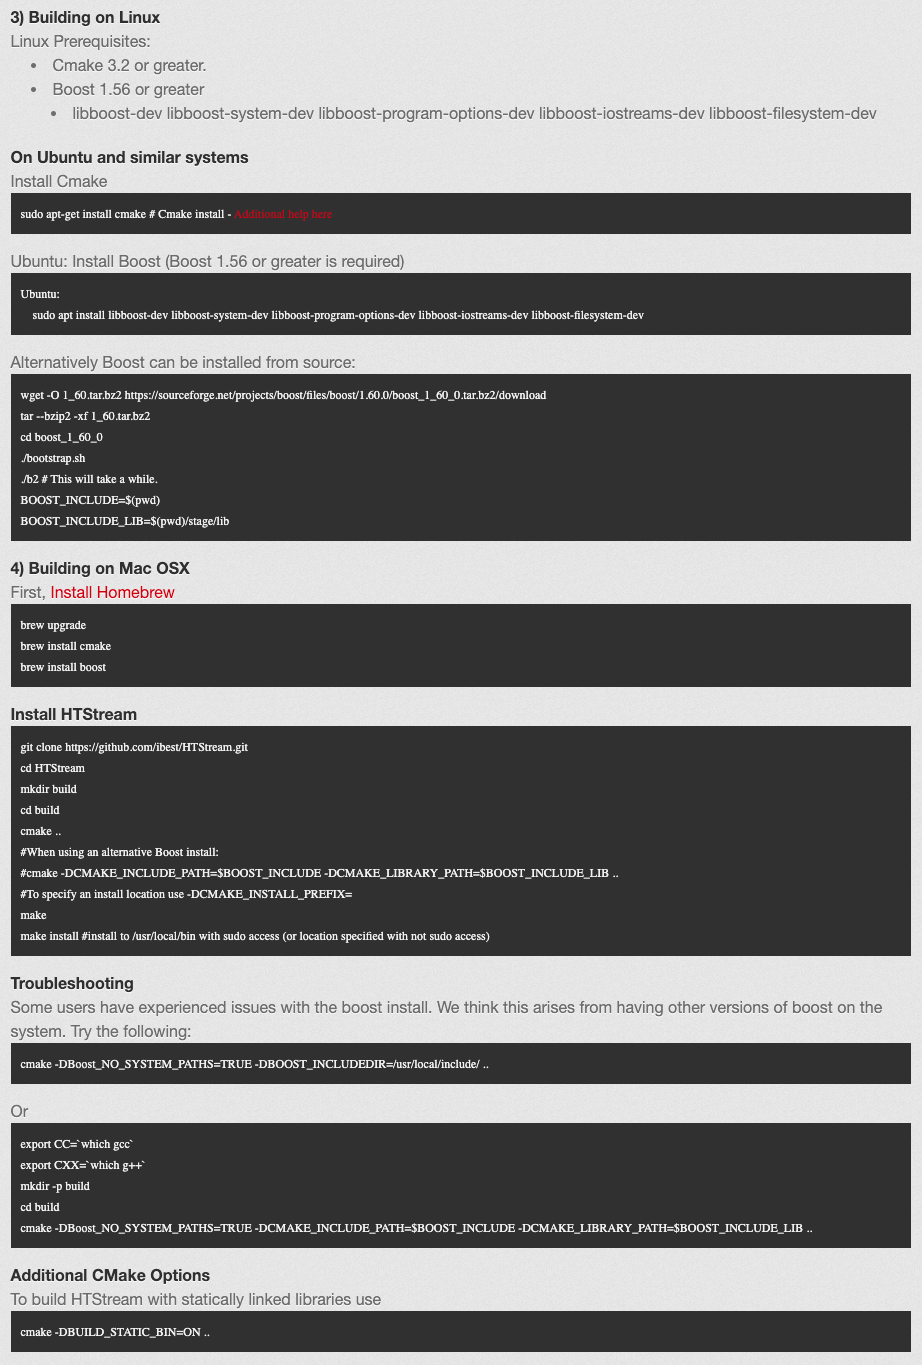 3) Building on Linux
Linux Prerequisites:
• Cmake 3.2 or greater.
• Boost 1.56 or greater
• libboost-dev libboost-system-dev libboost-program-options-dev libboost-iostreams-dev libboost-filesystem-dev
On Ubuntu and similar systems
Install Cmake
sudo apt-get install cmake # Cmake install - Additional help here
Ubuntu: Install Boost (Boost 1.56 or greater is required)
Ubuntu:
sudo apt install libboost-dev libboost-system-dev libboost-program-options-dev libboost-iostreams-dev libboost-filesystem-dev
Alternatively Boost can be installed from source:
wget -O 1_60.tar.bz2 https://sourceforge.net/projects/boost/files/boost/1.60.0/boost_1_60_0.tar.bz2/download
tar --bzip2 -xf 1_60.tar.bz2
cd boost_1_60_0
./bootstrap.sh
./b2 # This will take a while.
BOOST_INCLUDE=$(pwd)
BOOST_INCLUDE_LIB=$(pwd)/stage/lib
4) Building on Mac OSX
First, Install Homebrew
brew upgrade
brew install cmake
brew install boost
Install HTStream
git clone https://github.com/ibest/HTStream.git
cd HTStream
mkdir build
cd build
cmake ..
#When using an alternative Boost install:
#cmake -DCMAKE_INCLUDE_PATH=$BOOST_INCLUDE -DCMAKE_LIBRARY_PATH=$BOOST_INCLUDE_LIB ..
#To specify an install location use -DCMAKE_INSTALL_PREFIX=
make
make install #install to /usr/local/bin with sudo access (or location specified with not sudo access)
Troubleshooting
Some users have experienced issues with the boost install. We think this arises from having other versions of boost on the
system. Try the following:
cmake -DBoost_NO_SYSTEM_PATHS=TRUE -DBOOST_INCLUDEDIR=/usr/local/include/ ..
Or
export CC=`which gcc`
export CXX=`which g++`
mkdir -p build
cd build
cmake -DBoost_NO_SYSTEM_PATHS=TRUE -DCMAKE_INCLUDE_PATH=$BOOST_INCLUDE -DCMAKE_LIBRARY_PATH=$BOOST_INCLUDE_LIB ..
Additional CMake Options
To build HTStream with statically linked libraries use
cmake -DBUILD_STATIC_BIN=ON ..